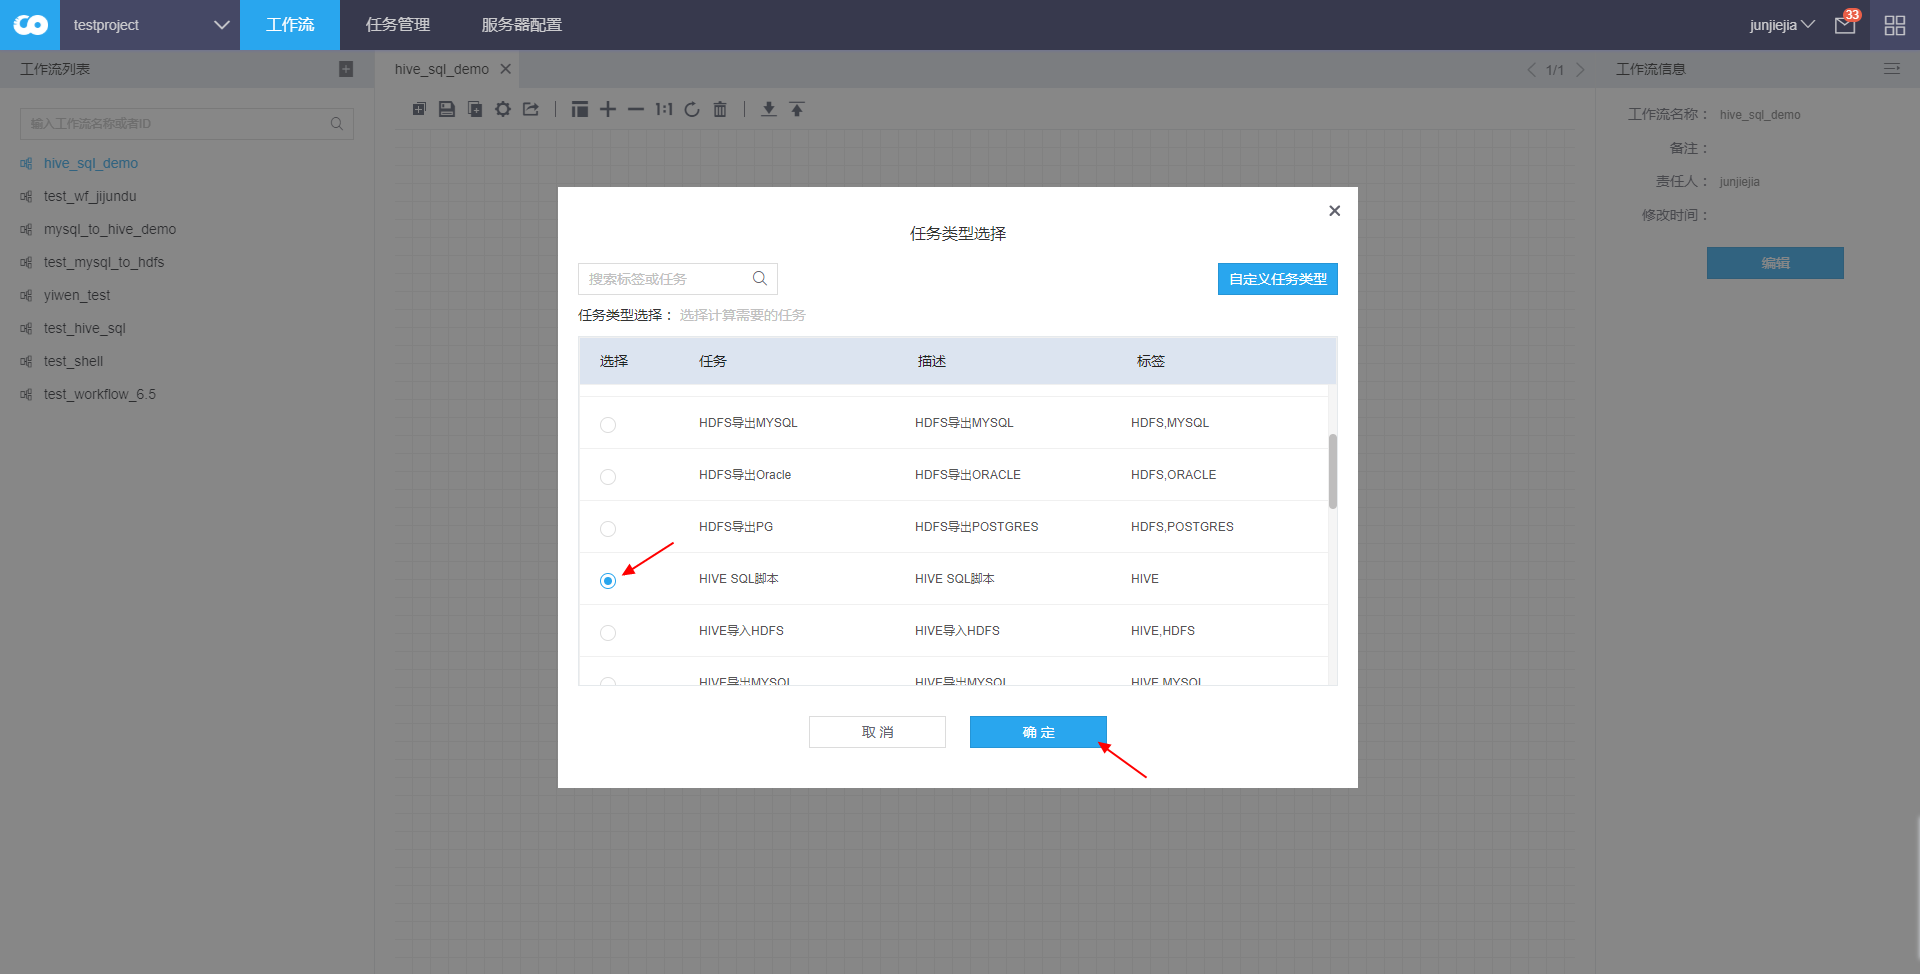 testproject
工作流
任务管理
服务器配置
junjiejia
33
工作流列表
输入工作流名称或者ID
hive_sql_demo
test_wf_jijundu
mysql_to_hive_demo
test_mysql_to_hdfs
yiwen_test
test_hive_sql
test_shell
test_workflow_6.5
hive_sql_demo
1/1
1:1
工作流信息
工作流名称： hive_sql_demo
备注：
责任人： junjiejia
修改时间：
编辑
任务类型选择
搜索标签或任务
自定义任务类型
任务类型选择： 选择计算需要的任务
选择 任务 描述 标签
HDFS导出MYSQL HDFS导出MYSQL HDFS,MYSQL
HDFS导出Oracle HDFS导出ORACLE HDFS,ORACLE
HDFS导出PG HDFS导出POSTGRES HDFS,POSTGRES
HIVE SQL脚本 HIVE SQL脚本 HIVE
HIVE导入HDFS HIVE导入HDFS HIVE,HDFS
HIVE导出MYSQL HIVE导出MYSQL HIVE,MYSQL
取 消
确 定